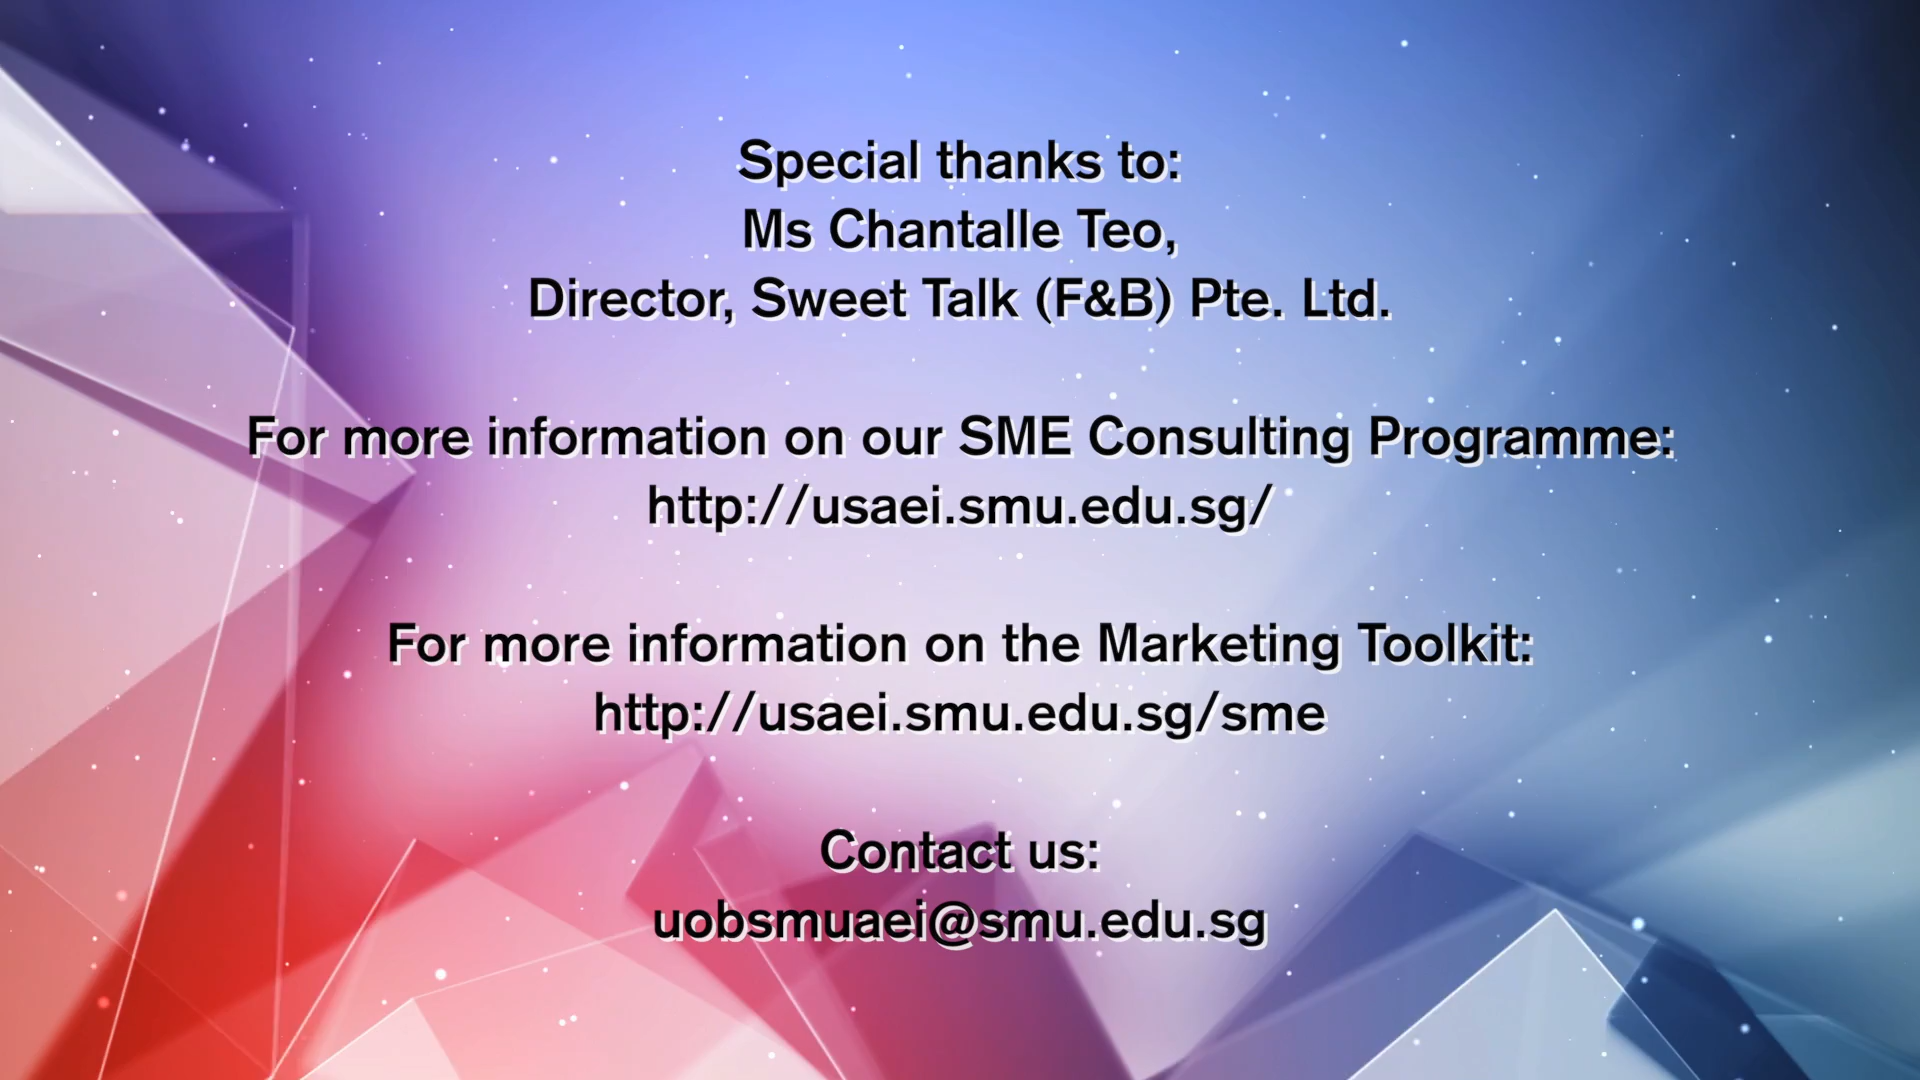 Special thanks to:
Ms Chantalle Teo,
Director, Sweet Talk (F&B) Pte. Ltd.
For more information on our SME Consulting Programme:
http://usaei.smu.edu.sg/
For more information on the Marketing Toolkit:
http://usaei.smu.edu.sg/sme
Contact us:
uobsmuaei@smu.edu.sg